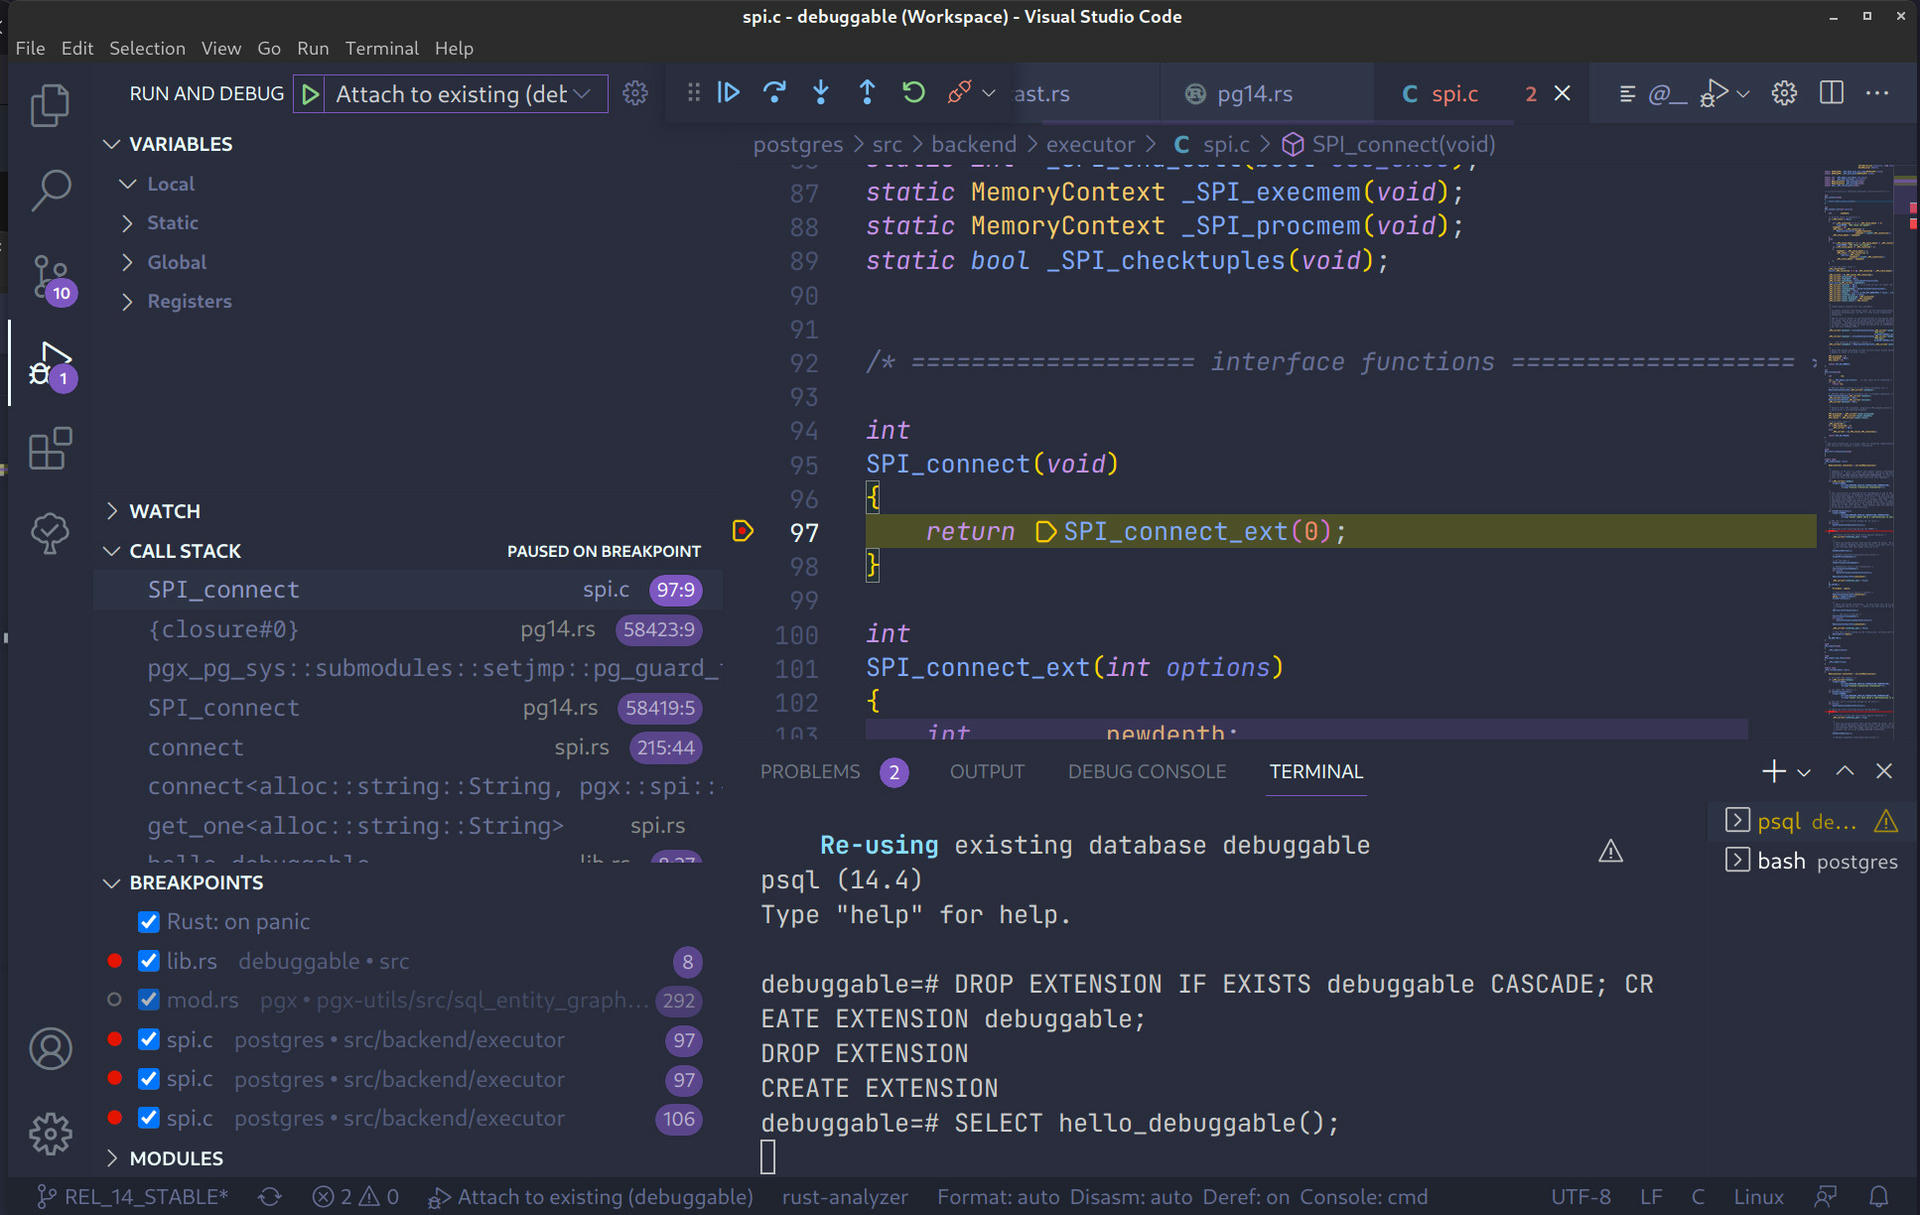 spi.c - debuggable (Workspace) - Visual Studio Code
File Edit Selection View Go Run Terminal Help
RUN AND DEBUG Attach to existing (deb
ast.rs pg14.rs C spi.c 2
VARIABLES
Local
Static
Global
Registers
10
1
WATCH
CALL STACK PAUSED ON BREAKPOINT
SPI_connect spi.c 97:9
{closure#0} pg14.rs 58423:9
pgx_pg_sys::submodules::setjmp::pg_guard_
SPI_connect pg14.rs 58419:5
connect spi.rs 215:44
connect<alloc::string::String, pgx::spi::
get_one<alloc::string::String> spi.rs
hello_debuggable lib.rs 8:27
BREAKPOINTS
Rust: on panic
lib.rs debuggable • src 8
mod.rs pgx • pgx-utils/src/sql_entity_graph... 292
spi.c postgres • src/backend/executor 97
spi.c postgres • src/backend/executor 97
spi.c postgres • src/backend/executor 106
MODULES
postgres > src > backend > executor > C spi.c > SPI_connect(void)
87 static MemoryContext _SPI_execmem(void);
88 static MemoryContext _SPI_procmem(void);
89 static bool _SPI_checktuples(void);
90
91
92 /* =================== interface functions ===================
93
94 int
95 SPI_connect(void)
96 {
97 return SPI_connect_ext(0);
98 }
99
100 int
101 SPI_connect_ext(int options)
102 {
103 int newdepth;
PROBLEMS 2 OUTPUT DEBUG CONSOLE TERMINAL
Re-using existing database debuggable
psql (14.4)
Type "help" for help.
debuggable=# DROP EXTENSION IF EXISTS debuggable CASCADE; CR
EATE EXTENSION debuggable;
DROP EXTENSION
CREATE EXTENSION
debuggable=# SELECT hello_debuggable();
psql de...
bash postgres
REL_14_STABLE* 2 0 Attach to existing (debuggable) rust-analyzer Format: auto Disasm: auto Deref: on Console: cmd UTF-8 LF C Linux